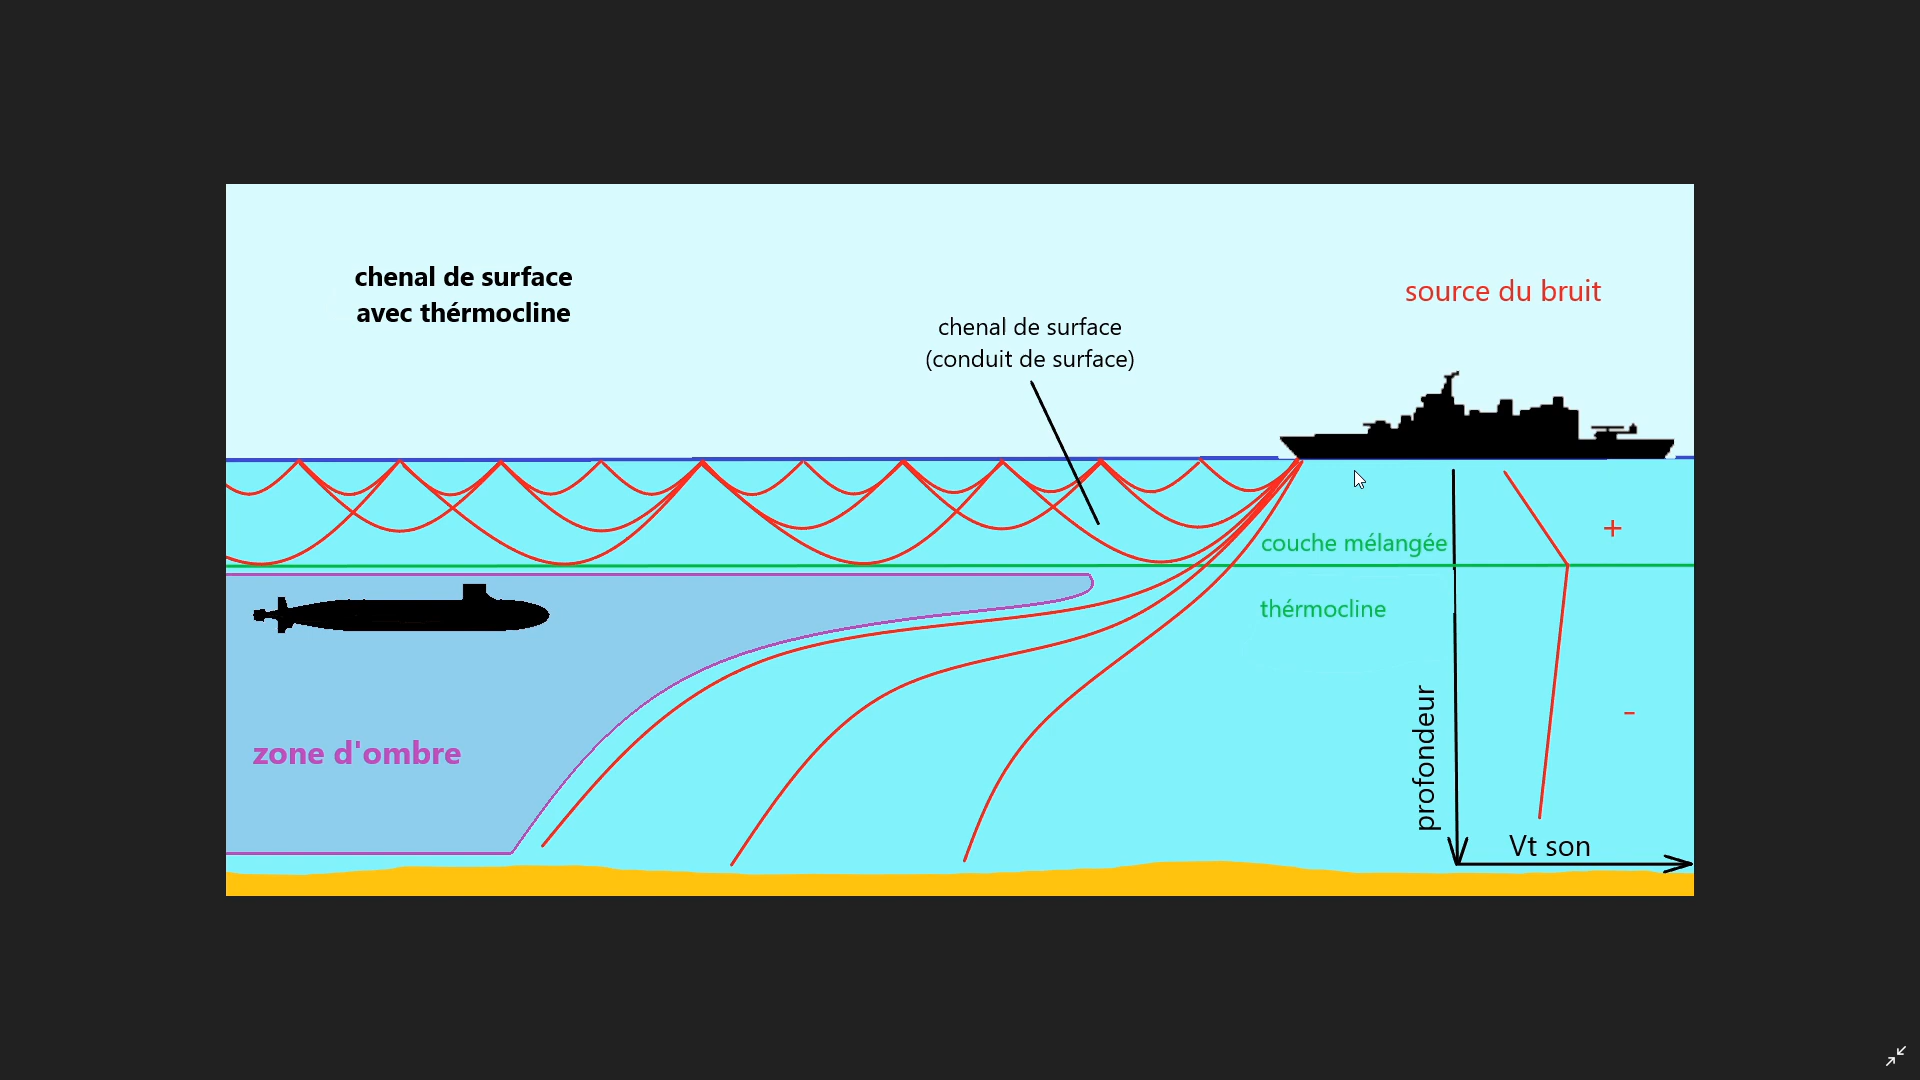 chenal de surface
avec thérmocline
source du bruit
chenal de surface
(conduit de surface)
couche mélangée
+
thérmocline
profondeur
-
zone d'ombre
Vt son